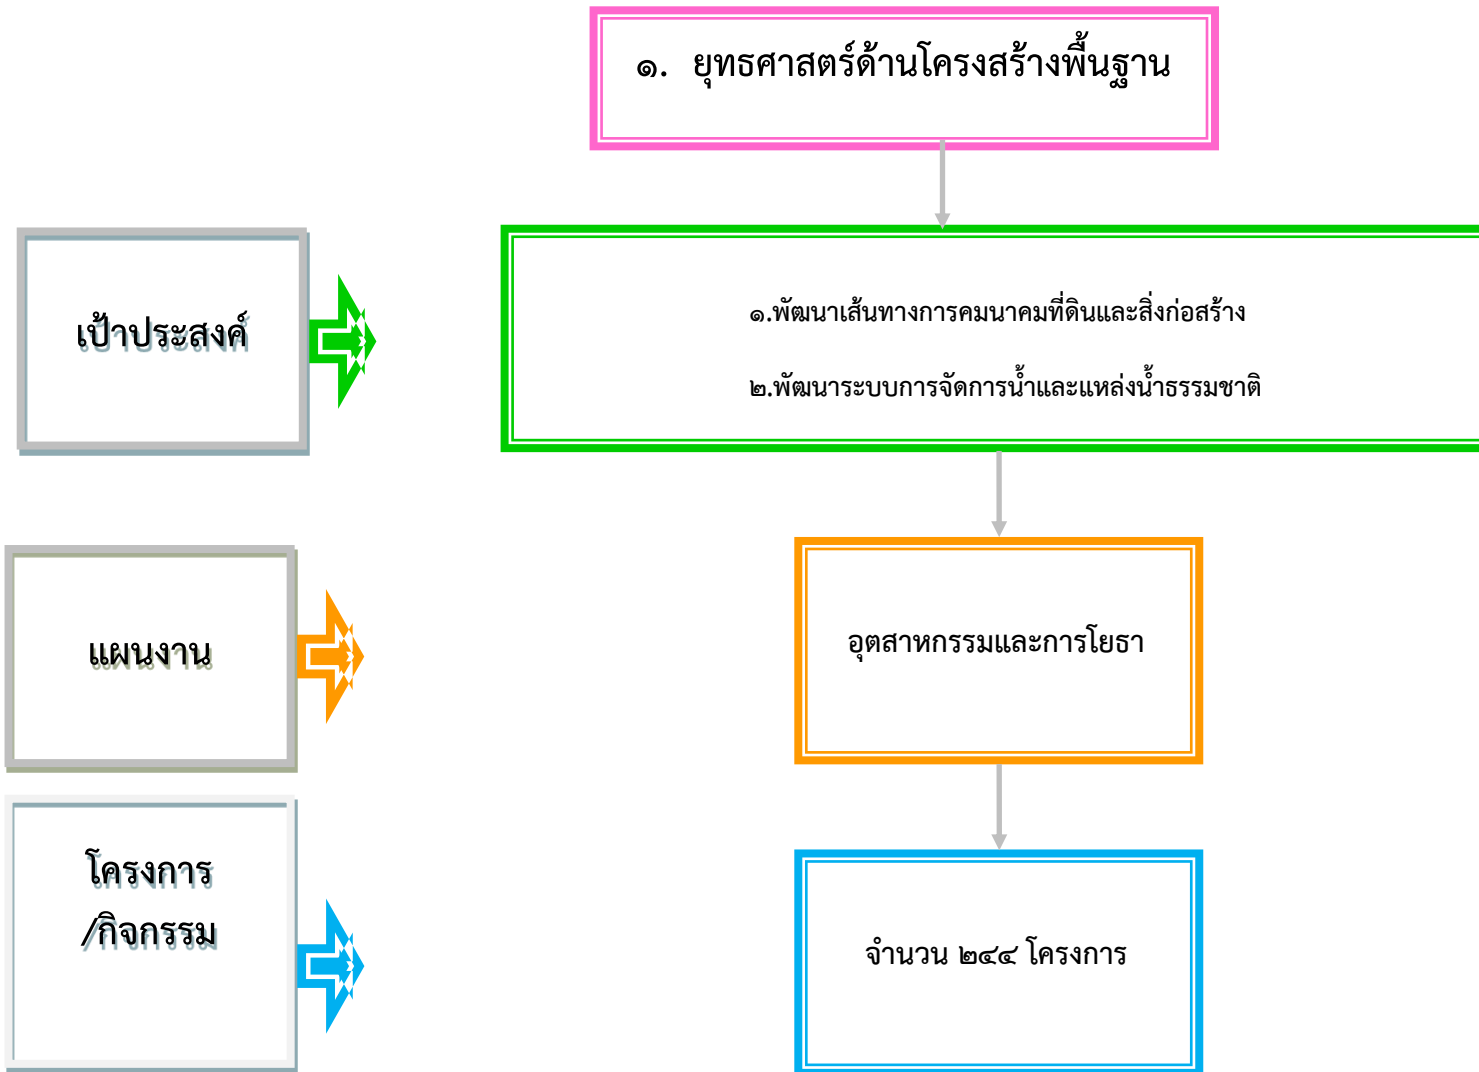 ๑. ยุทธศาสตร์ด้านโครงสร้างพื้นฐาน
เป้าประสงค์
๑.พัฒนาเส้นทางการคมนาคมที่ดินและสิ่งก่อสร้าง
๒.พัฒนาระบบการจัดการน้ำและแหล่งน้ำธรรมชาติ
แผนงาน
อุตสาหกรรมและการโยธา
โครงการ
/กิจกรรม
จำนวน ๒๔๔ โครงการ